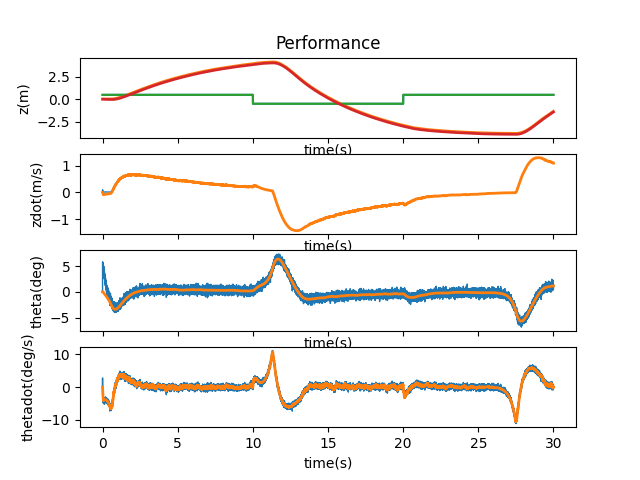 Performance
z(m)
2.5
0.0
−2.5
time(s)
zdot(m/s)
1
0
−1
time(s)
theta(deg)
5
0
−5
time(s)
thetadot(deg/s)
10
0
−10
0 5 10 15 20 25 30
time(s)